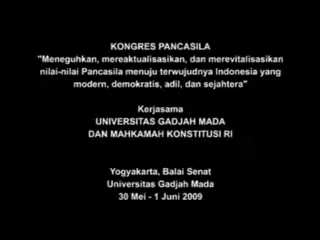 KONGRES PANCASILA
"Meneguhkan, mereaktualisasikan, dan merevitalisasikan
nilai-nilai Pancasila menuju terwujudnya Indonesia yang
modern, demokratis, adil, dan sejahtera"
Kerjasama
UNIVERSITAS GADJAH MADA
DAN MAHKAMAH KONSTITUSI RI
Yogyakarta, Balai Senat
Universitas Gadjah Mada
30 Mei - 1 Juni 2009